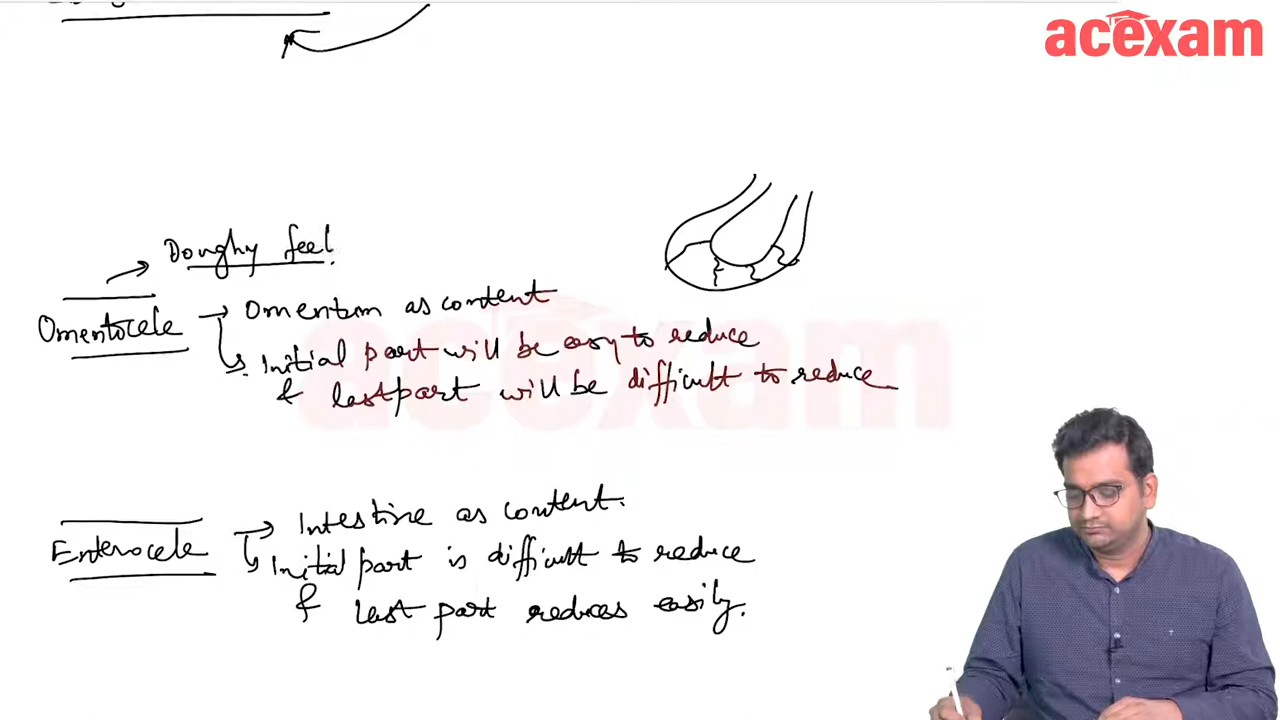 acexam
Doughy feel
Omentocele → Omentum as content
Initial part will be easy to reduce
& last part will be difficult to reduce
Enterocele → Intestine as content.
Initial part is difficult to reduce
& last part reduces easily.